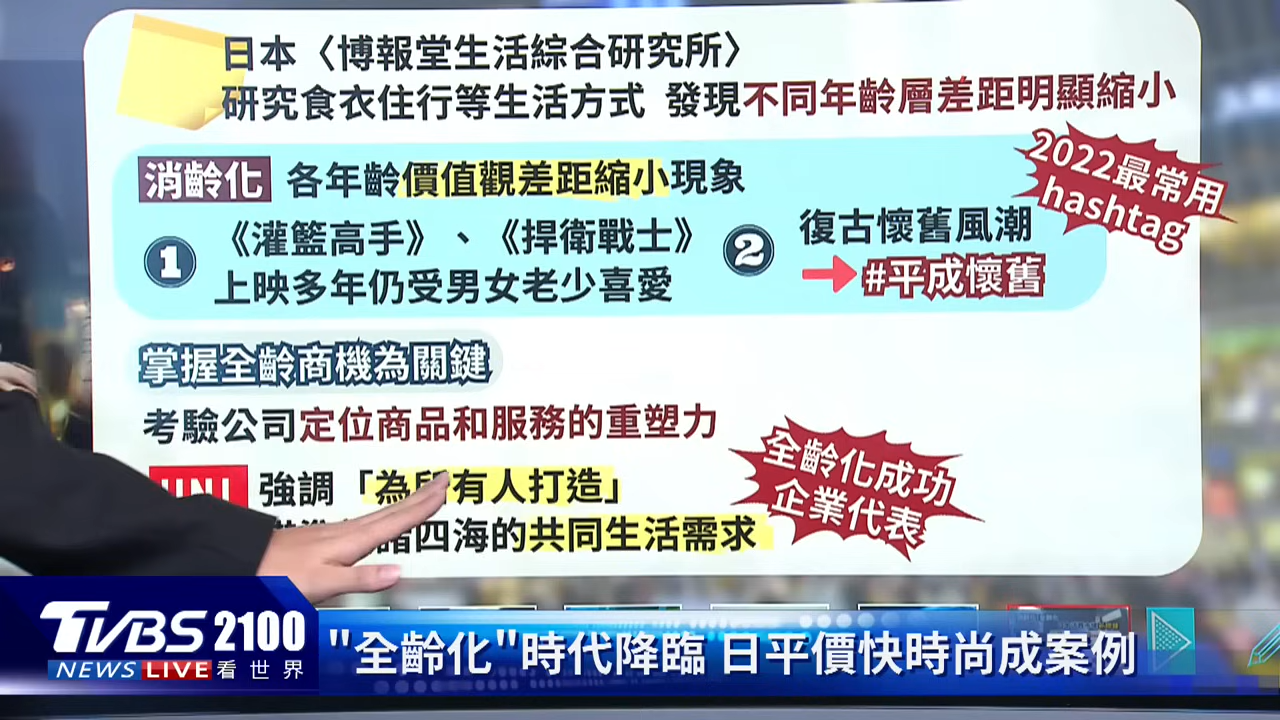 日本〈博報堂生活綜合研究所〉
研究食衣住行等生活方式 發現不同年齡層差距明顯縮小
消齡化 各年齡價值觀差距縮小現象
2022最常用
hashtag
1 《灌籃高手》、《捍衛戰士》
上映多年仍受男女老少喜愛
2 復古懷舊風潮
#平成懷舊
掌握全齡商機為關鍵
考驗公司定位商品和服務的重塑力
UNI 強調「為所有人打造」
諸四海的共同生活需求
全齡化成功
企業代表
TVBS 2100
NEWS LIVE 看世界
"全齡化"時代降臨 日平價快時尚成案例